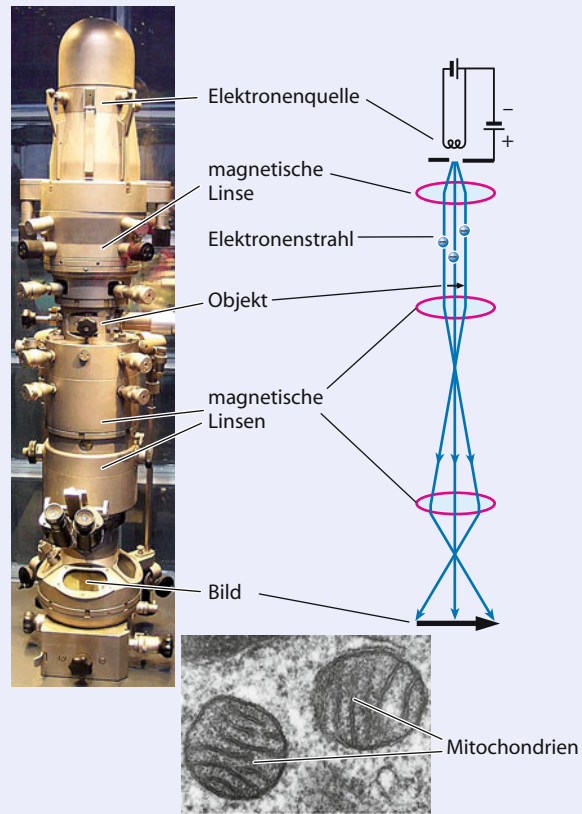 Elektronenquelle
−
+
magnetische
Linse
Elektronenstrahl
Objekt
magnetische
Linsen
Bild
Mitochondrien